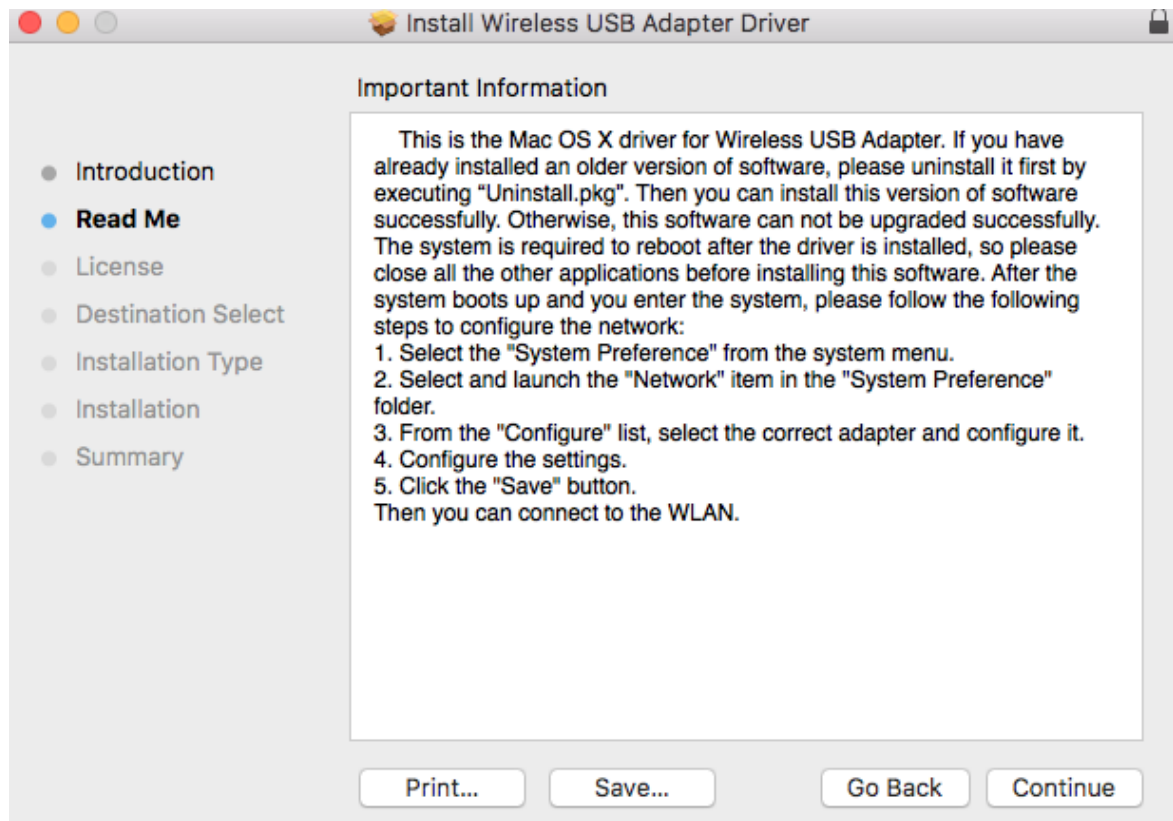 Install Wireless USB Adapter Driver
Important Information
Introduction
Read Me
License
Destination Select
Installation Type
Installation
Summary
This is the Mac OS X driver for Wireless USB Adapter. If you have
already installed an older version of software, please uninstall it first by
executing “Uninstall.pkg". Then you can install this version of software
successfully. Otherwise, this software can not be upgraded successfully.
The system is required to reboot after the driver is installed, so please
close all the other applications before installing this software. After the
system boots up and you enter the system, please follow the following
steps to configure the network:
1. Select the "System Preference" from the system menu.
2. Select and launch the "Network" item in the "System Preference"
folder.
3. From the "Configure" list, select the correct adapter and configure it.
4. Configure the settings.
5. Click the "Save" button.
Then you can connect to the WLAN.
Print...
Save...
Go Back
Continue